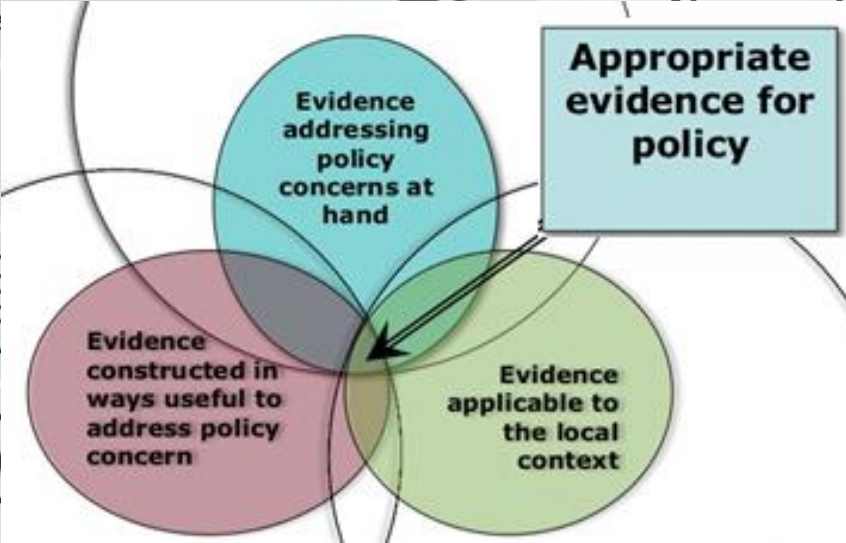 Appropriate
evidence for
policy
Evidence
addressing
policy
concerns at
hand
Evidence
constructed in
ways useful to
address policy
concern
Evidence
applicable to
the local
context